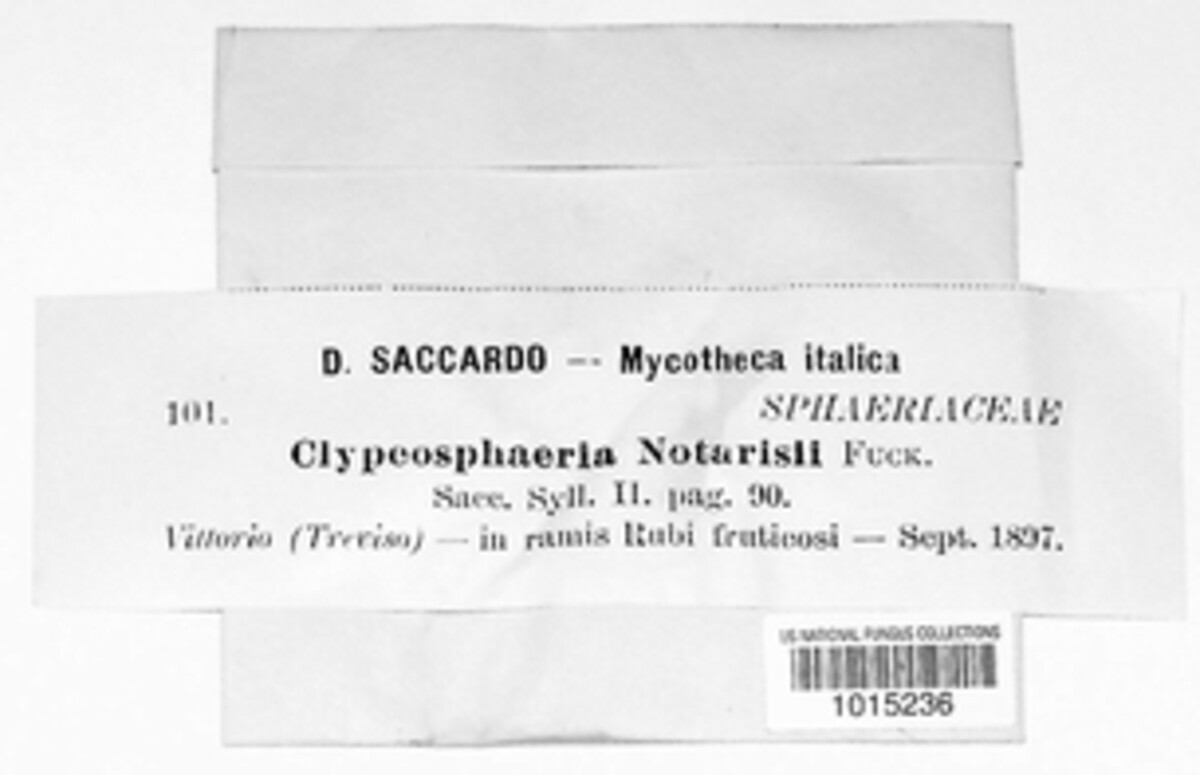 D. SACCARDO — Mycotheca italica
101. SPHAERIACEAE
Clypeosphaeria Notarisii FUCK.
Sacc. Syll. II. pag. 90.
Vittorio (Treviso) — in ramis Rubi fruticosi — Sept. 1897.
US NATIONAL FUNGUS COLLECTIONS
1015236